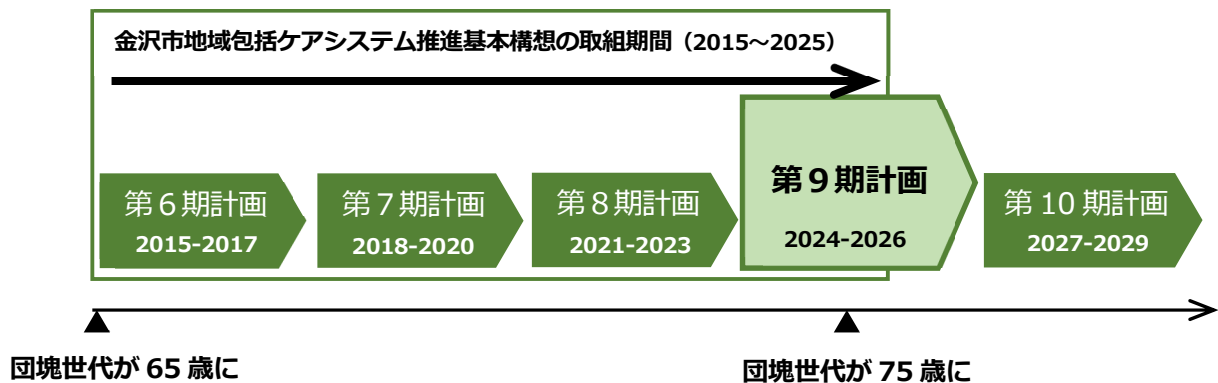 金沢市地域包括ケアシステム推進基本構想の取組期間（2015～2025）
第６期計画
2015-2017
第７期計画
2018-2020
第８期計画
2021-2023
第９期計画
2024-2026
第 10 期計画
2027-2029
団塊世代が 65 歳に
団塊世代が 75 歳に